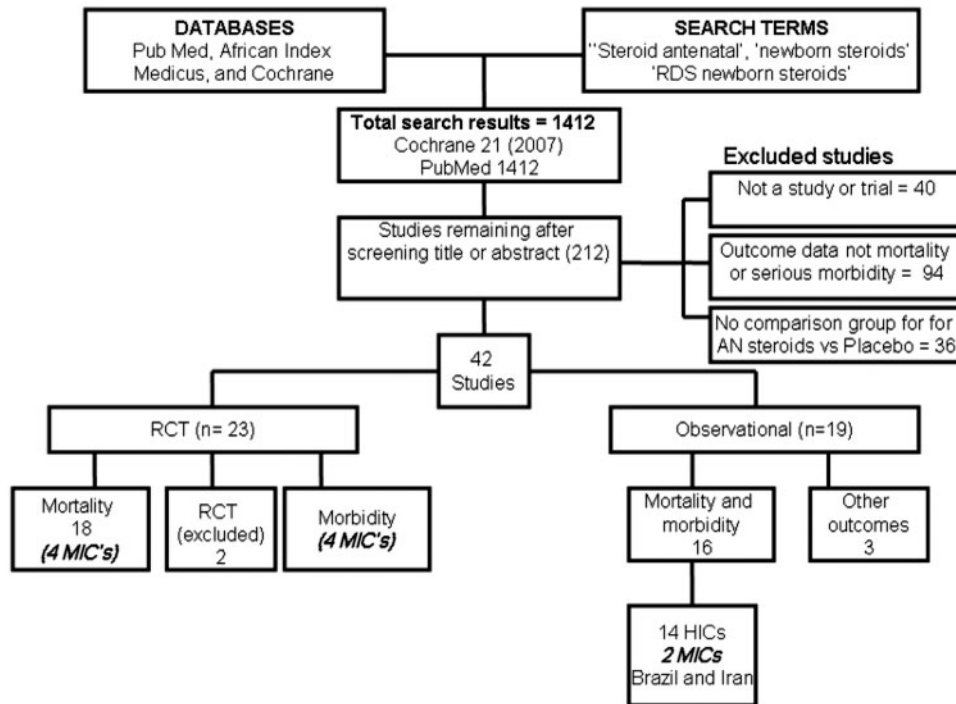 DATABASES
Pub Med, African Index
Medicus, and Cochrane
SEARCH TERMS
"Steroid antenatal', 'newborn steroids'
'RDS newborn steroids'
Total search results = 1412
Cochrane 21 (2007)
PubMed 1412
Excluded studies
Not a study or trial = 40
Studies remaining after
screening title or abstract (212)
Outcome data not mortality
or serious morbidity = 94
No comparison group for for
AN steroids vs Placebo = 36
42
Studies
RCT (n= 23)
Observational (n=19)
Mortality
18
(4 MIC's)
RCT
(excluded)
2
Morbidity
(4 MIC's)
Mortality and
morbidity
16
Other
outcomes
3
14 HICs
2 MICs
Brazil and Iran